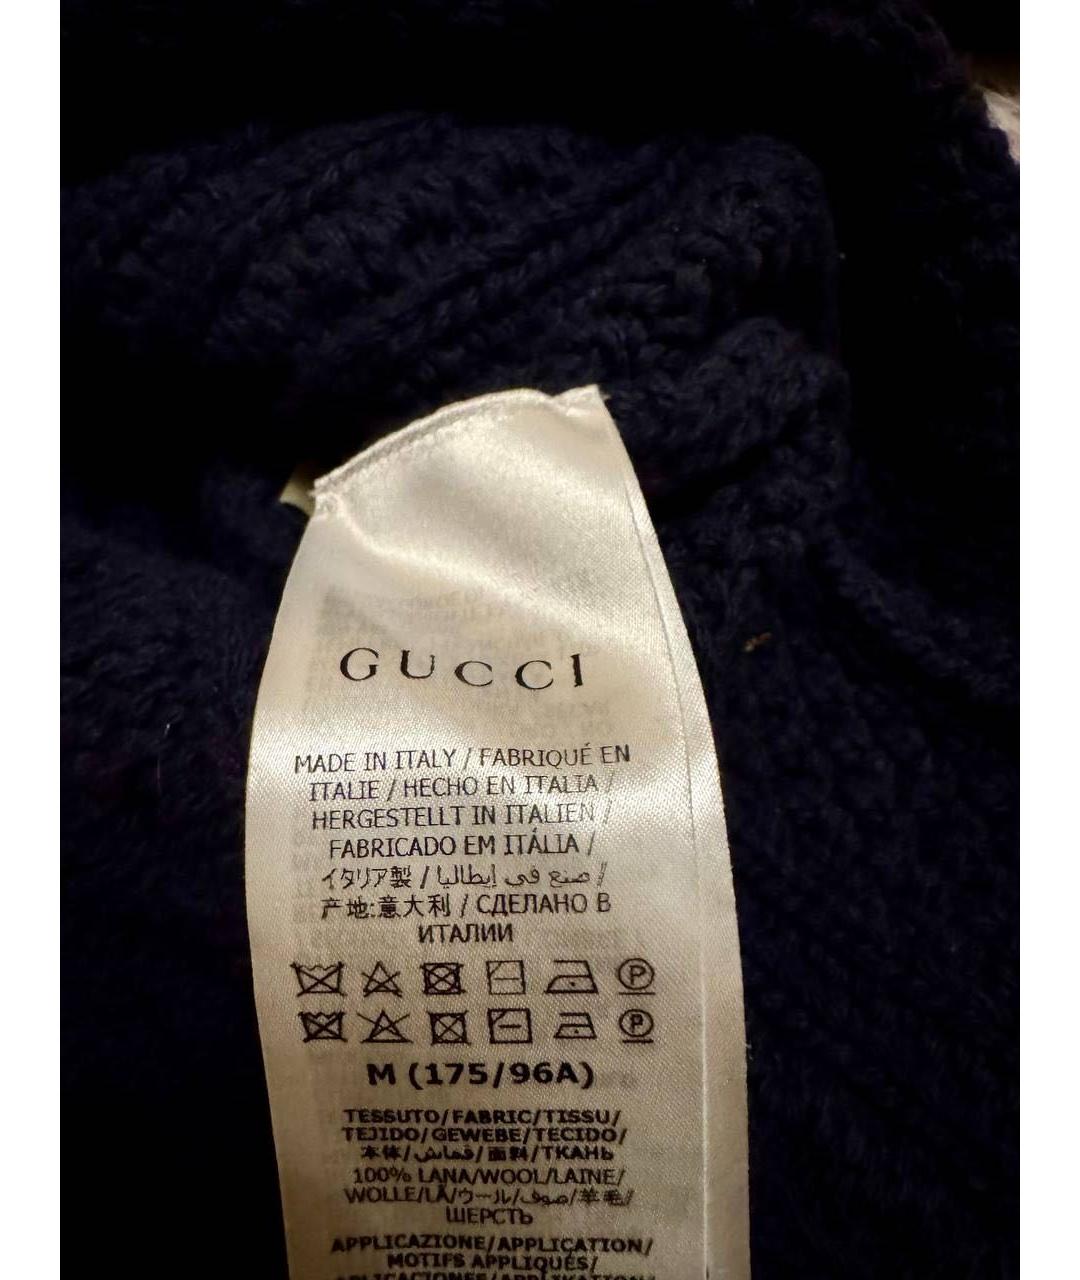 GUCCI
MADE IN ITALY / FABRIQUÉ EN
ITALIE / HECHO EN ITALIA /
HERGESTELLT IN ITALIEN /
FABRICADO EM ITÁLIA /
イタリア製 / صنع في إيطاليا /
产地:意大利 / СДЕЛАНО В
ИТАЛИИ
M (175/96A)
TESSUTO/FABRIC/TISSU/
TEJIDO/GEWEBE/TECIDO/
本体/قماش/面料/ТКАНЬ
100% LANA/WOOL/LAINE/
WOLLE/LÃ/ウール/صوف/羊毛/
ШЕРСТЬ
APPLICAZIONE/APPLICATION/
MOTIFS APPLIQUÉS/